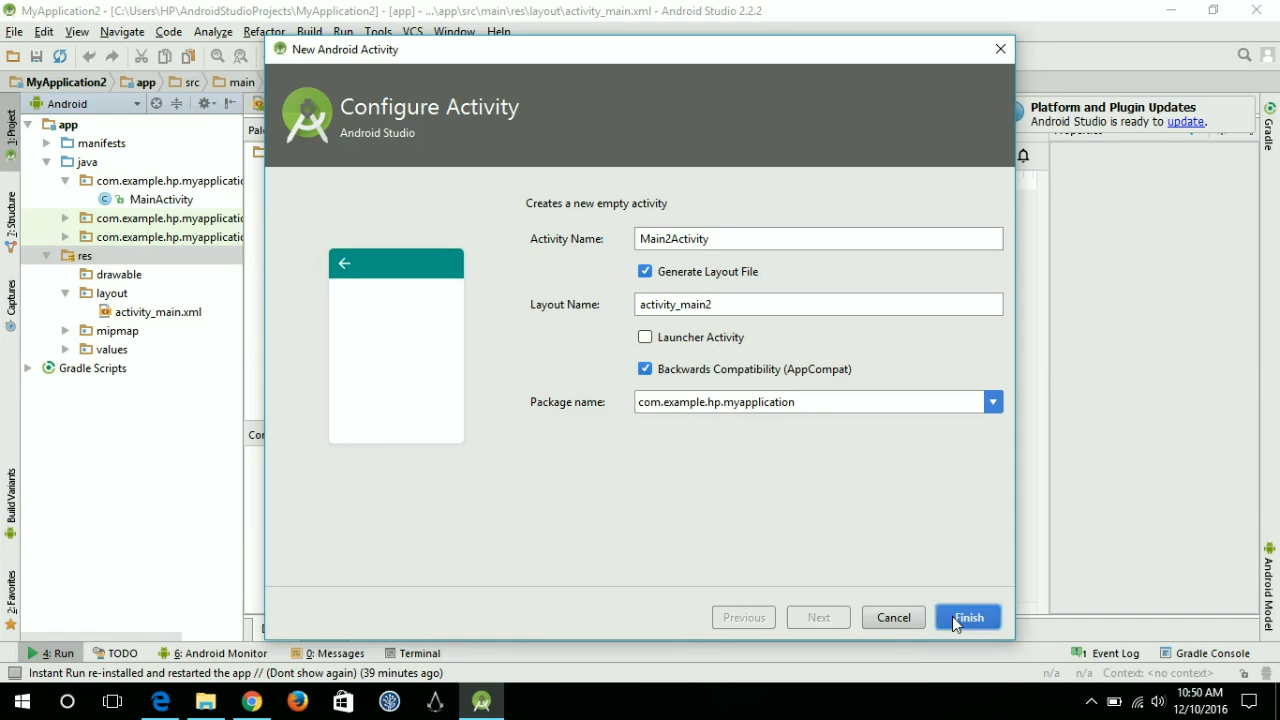 MyApplication2 - [C:\Users\HP\AndroidStudioProjects\MyApplication2] - [app] - ...\app\src\main\res\layout\activity_main.xml - Android Studio 2.2.2
File Edit View Navigate Code Analyze Refactor Build Run Tools VCS Window Help
New Android Activity
MyApplication2 app src main
Configure Activity
Android Studio
Platform and Plugin Updates
Android Studio is ready to update.
Android
Pale
1: Project
Z: Structure
Captures
Build Variants
2: Favorites
app
manifests
java
com.example.hp.myapplicatic
MainActivity
com.example.hp.myapplicatic
com.example.hp.myapplicatic
res
drawable
layout
activity_main.xml
mipmap
values
Gradle Scripts
Cor
Creates a new empty activity
Activity Name: Main2Activity
Generate Layout File
Layout Name: activity_main2
Launcher Activity
Backwards Compatibility (AppCompat)
Package name: com.example.hp.myapplication
Previous Next Cancel Finish
Gradle
Android Model
4: Run TODO 6: Android Monitor 0: Messages Terminal 1 Event Log Gradle Console
Instant Run re-installed and restarted the app // (Don't show again) (39 minutes ago) n/a n/a Context: <no context>
10:50 AM
12/10/2016